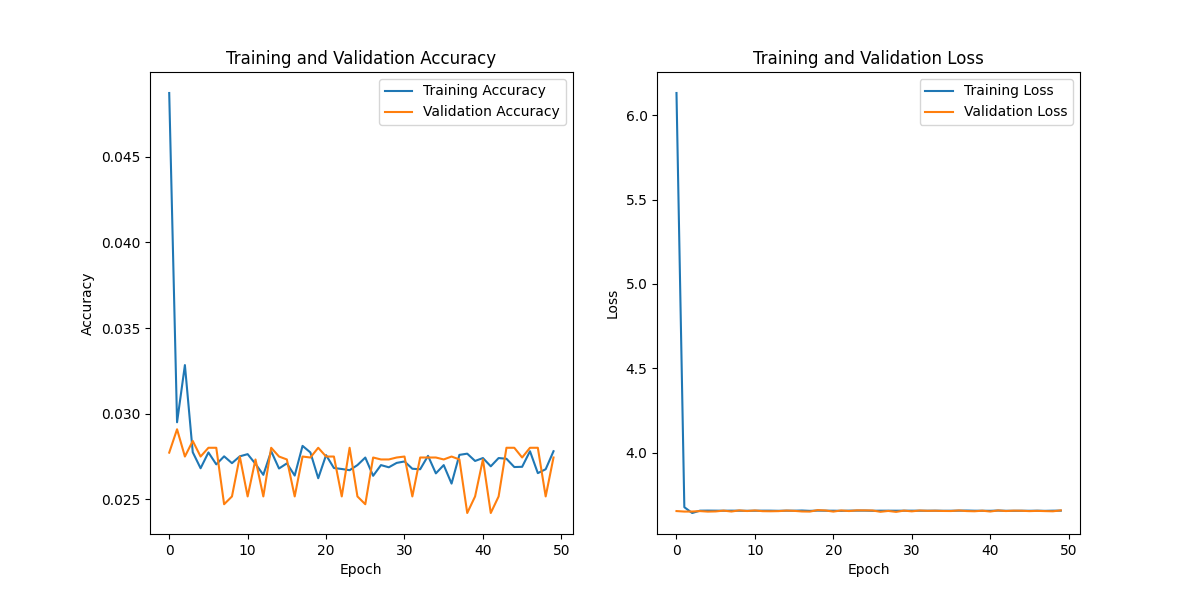 Training and Validation Accuracy
Training Accuracy
Validation Accuracy
0.045
0.040
0.035
0.030
0.025
Accuracy
0 10 20 30 40 50
Epoch
Training and Validation Loss
Training Loss
Validation Loss
6.0
5.5
5.0
4.5
4.0
Loss
0 10 20 30 40 50
Epoch